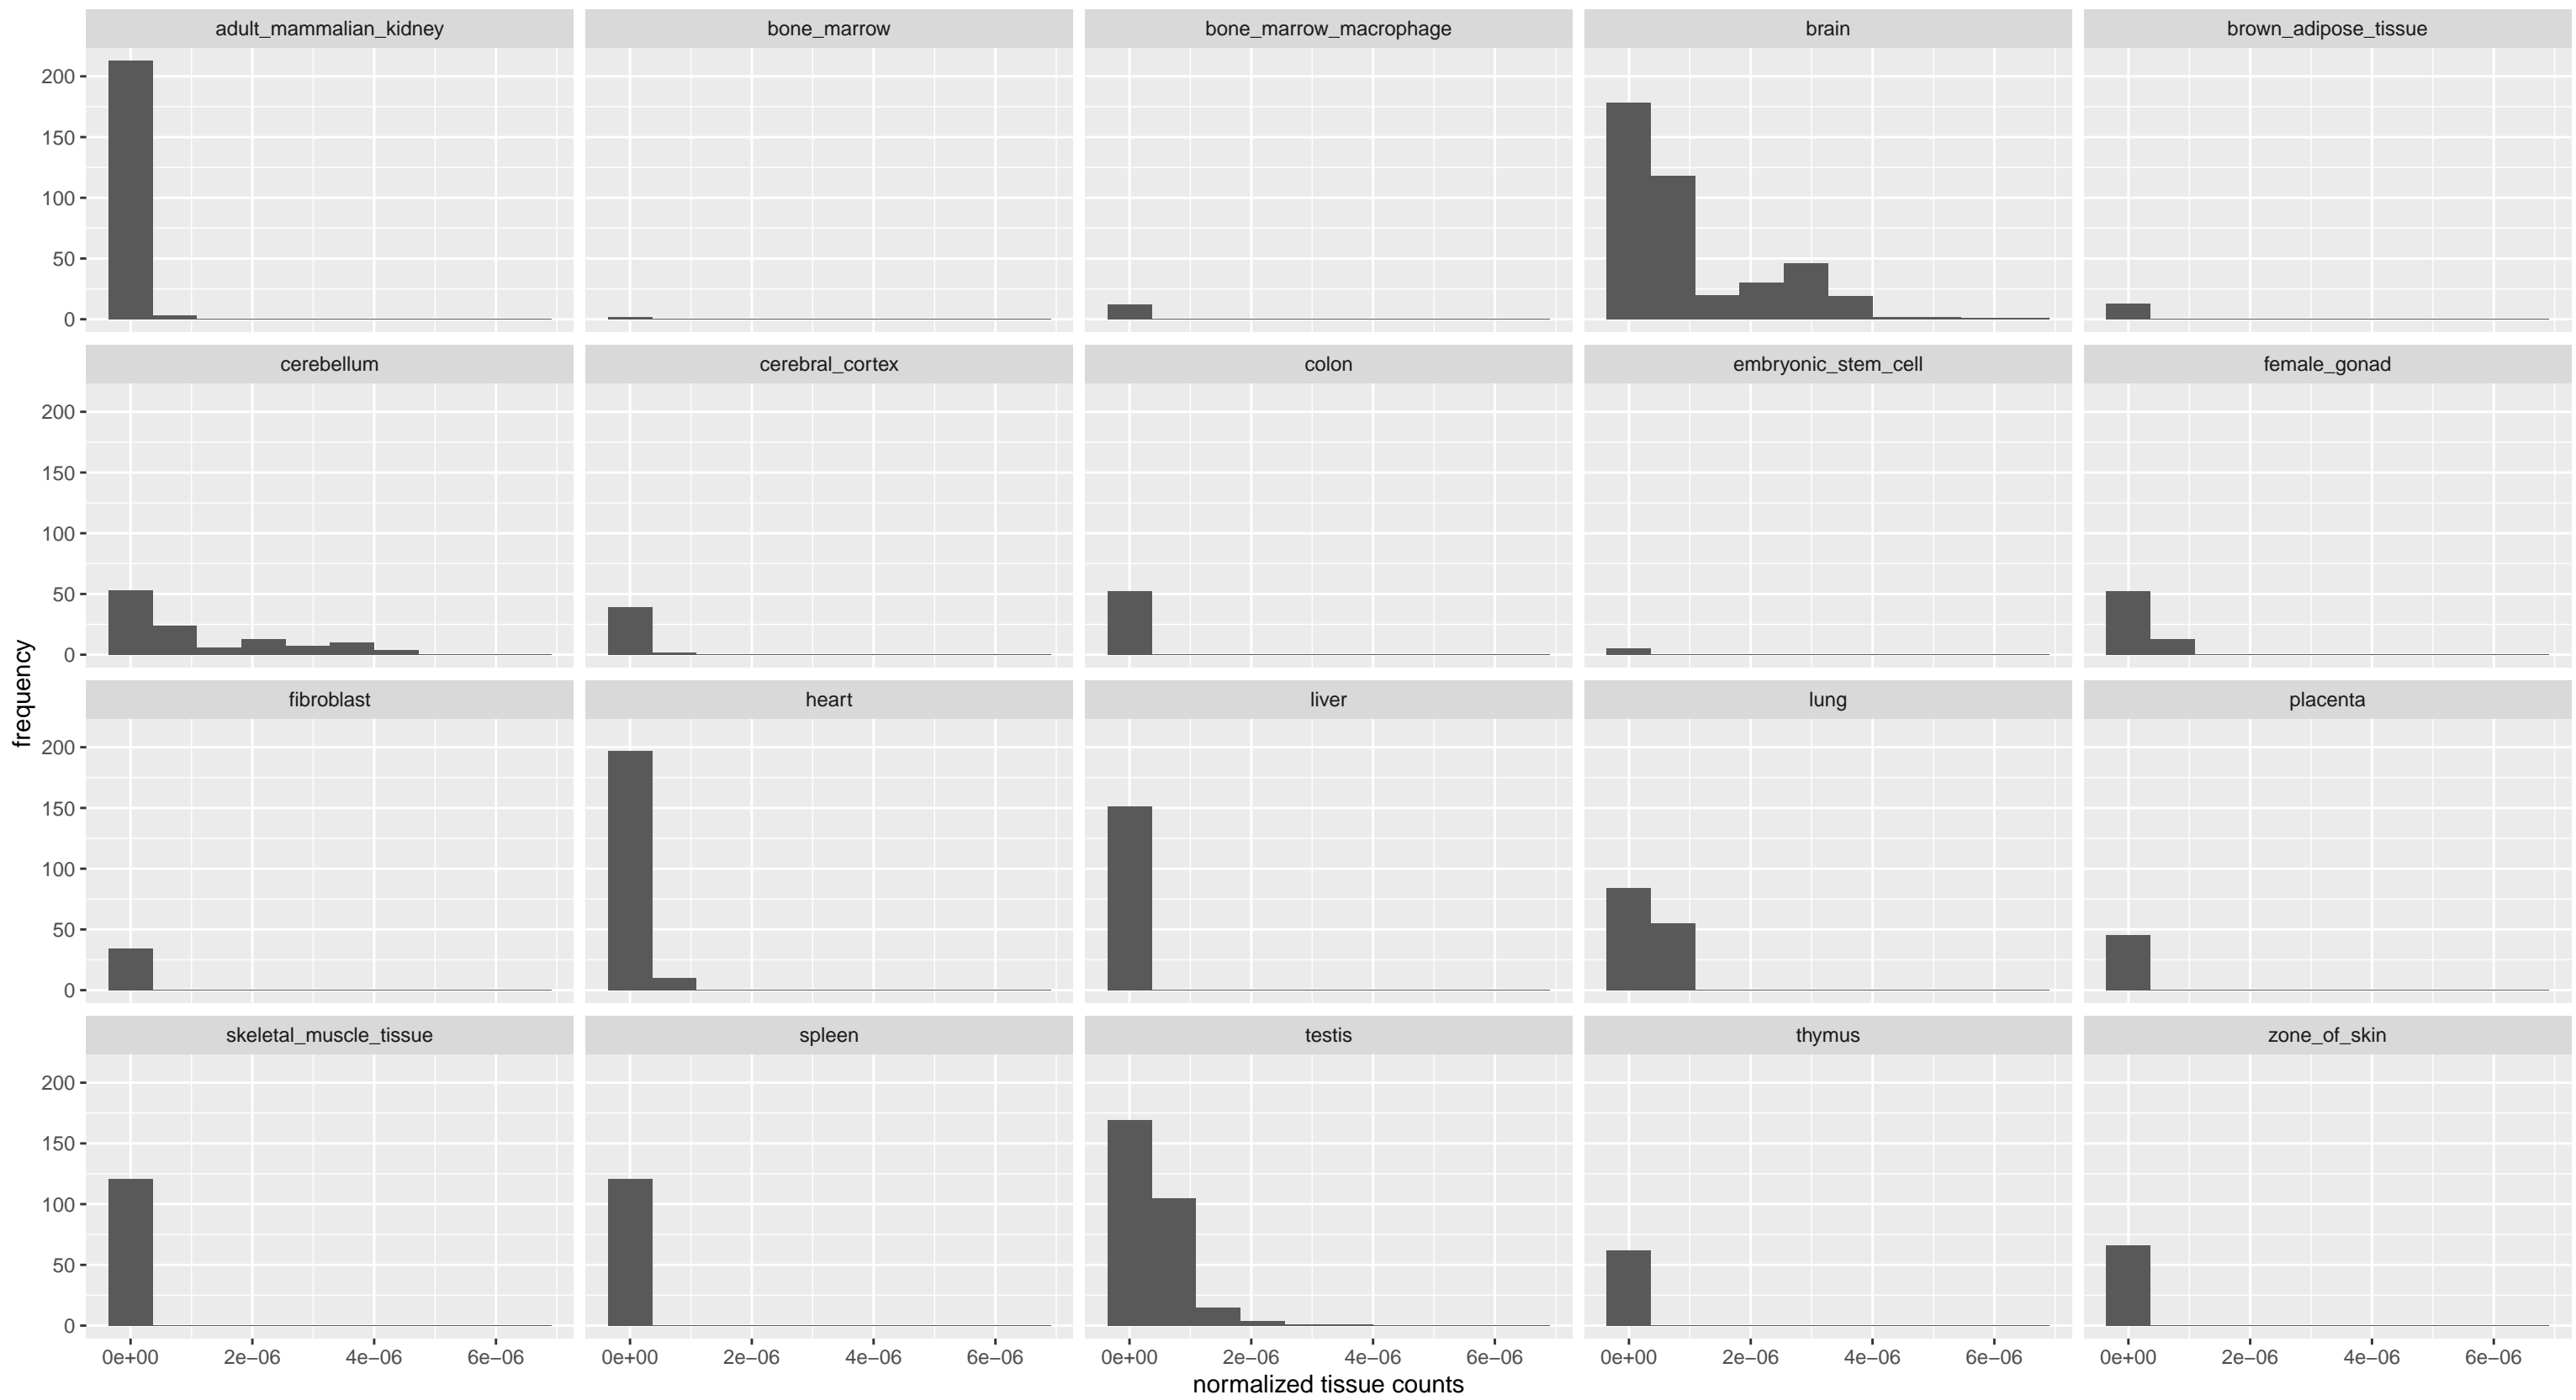 adult_mammalian_kidney bone_marrow bone_marrow_macrophage brain brown_adipose_tissue
200
150
100
50
0
cerebellum cerebral_cortex colon embryonic_stem_cell female_gonad
200
150
100
50
0
frequency
fibroblast heart liver lung placenta
200
150
100
50
0
skeletal_muscle_tissue spleen testis thymus zone_of_skin
200
150
100
50
0
0e+00 2e−06 4e−06 6e−06 0e+00 2e−06 4e−06 6e−06 0e+00 2e−06 4e−06 6e−06 0e+00 2e−06 4e−06 6e−06 0e+00 2e−06 4e−06 6e−06
normalized tissue counts